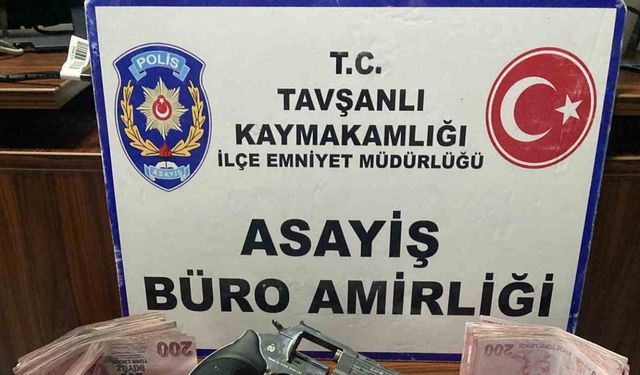 POLİS
ASAYİŞ
T.C.
TAVŞANLI
KAYMAKAMLIĞI
İLÇE EMNİYET MÜDÜRLÜĞÜ
ASAYİŞ
BÜRO AMİRLİĞİ
200
200